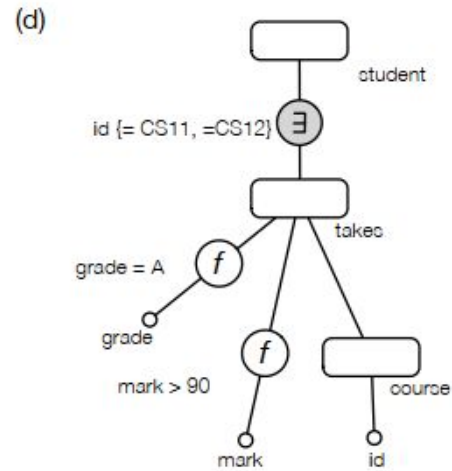 (d)
student
id {= CS11, =CS12}
∃
takes
grade = A
f
grade
f
mark > 90
course
mark
id